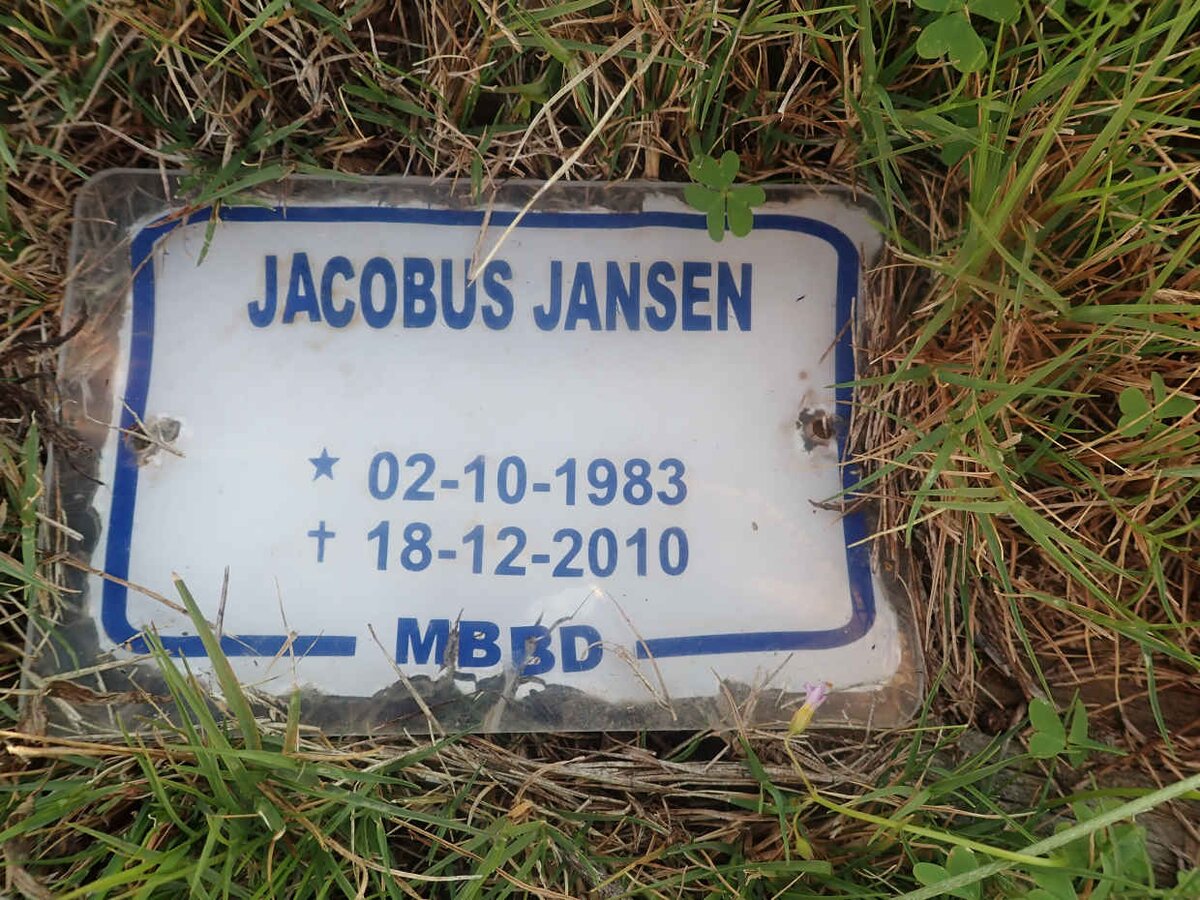 JACOBUS JANSEN
★ 02-10-1983
✝ 18-12-2010
MBBD